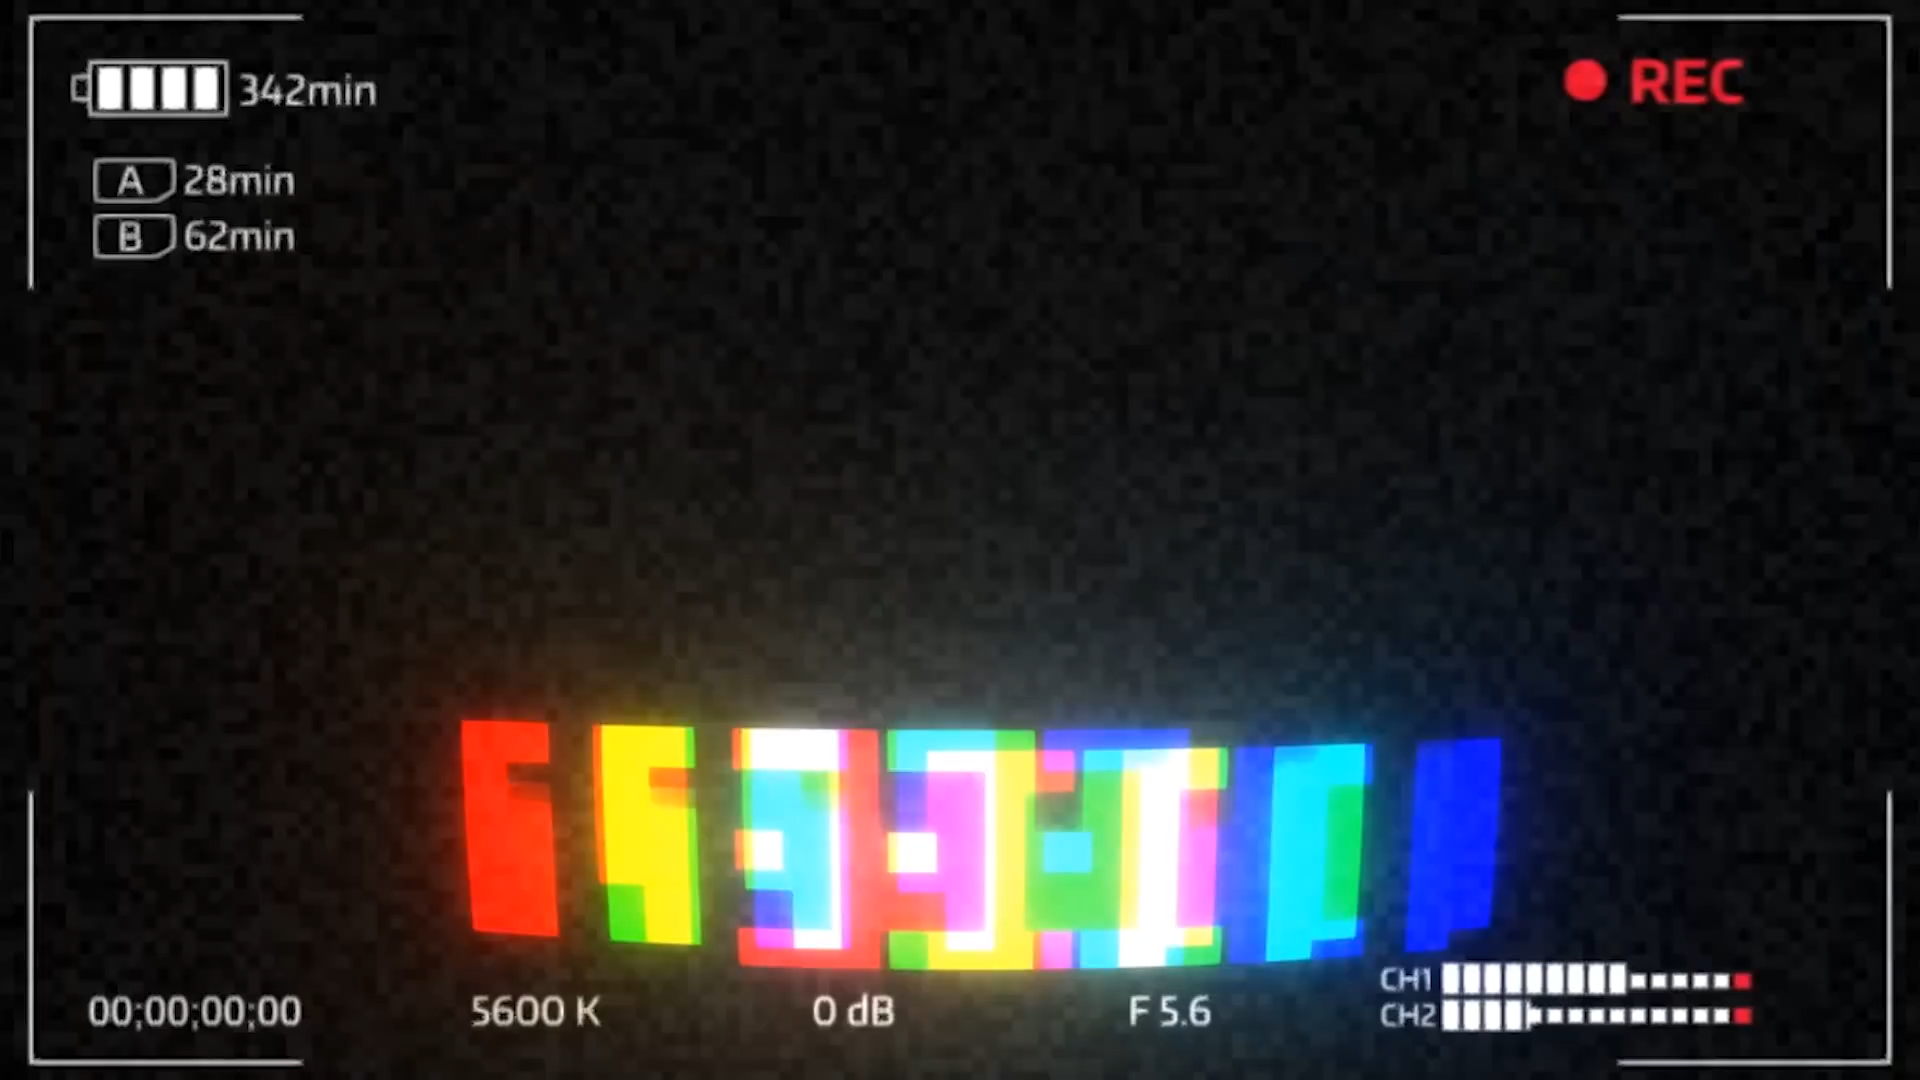 342min
REC
A 28min
B 62min
00;00;00;00
5600 K
0 dB
F 5.6
CH1
CH2